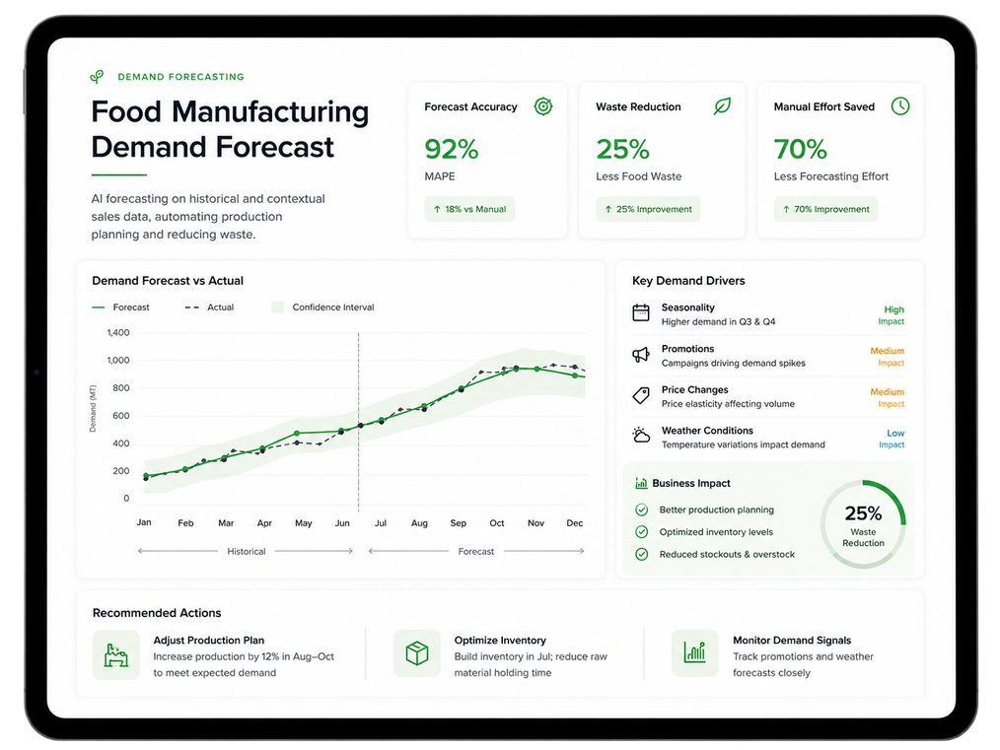 DEMAND FORECASTING
Food Manufacturing
Demand Forecast
AI forecasting on historical and contextual
sales data, automating production
planning and reducing waste.
Forecast Accuracy
92%
MAPE
↑ 18% vs Manual
Waste Reduction
25%
Less Food Waste
↑ 25% Improvement
Manual Effort Saved
70%
Less Forecasting Effort
↑ 70% Improvement
Demand Forecast vs Actual
Forecast
Actual
Confidence Interval
Demand (MT)
1,400
1,000
800
600
400
200
0
Jan Feb Mar Apr May Jun Jul Aug Sep Oct Nov Dec
Historical
Forecast
Key Demand Drivers
Seasonality
Higher demand in Q3 & Q4
High
Impact
Promotions
Campaigns driving demand spikes
Medium
Impact
Price Changes
Price elasticity affecting volume
Medium
Impact
Weather Conditions
Temperature variations impact demand
Low
Impact
Business Impact
Better production planning
Optimized inventory levels
Reduced stockouts & overstock
25%
Waste
Reduction
Recommended Actions
Adjust Production Plan
Increase production by 12% in Aug–Oct
to meet expected demand
Optimize Inventory
Build inventory in Jul; reduce raw
material holding time
Monitor Demand Signals
Track promotions and weather
forecasts closely